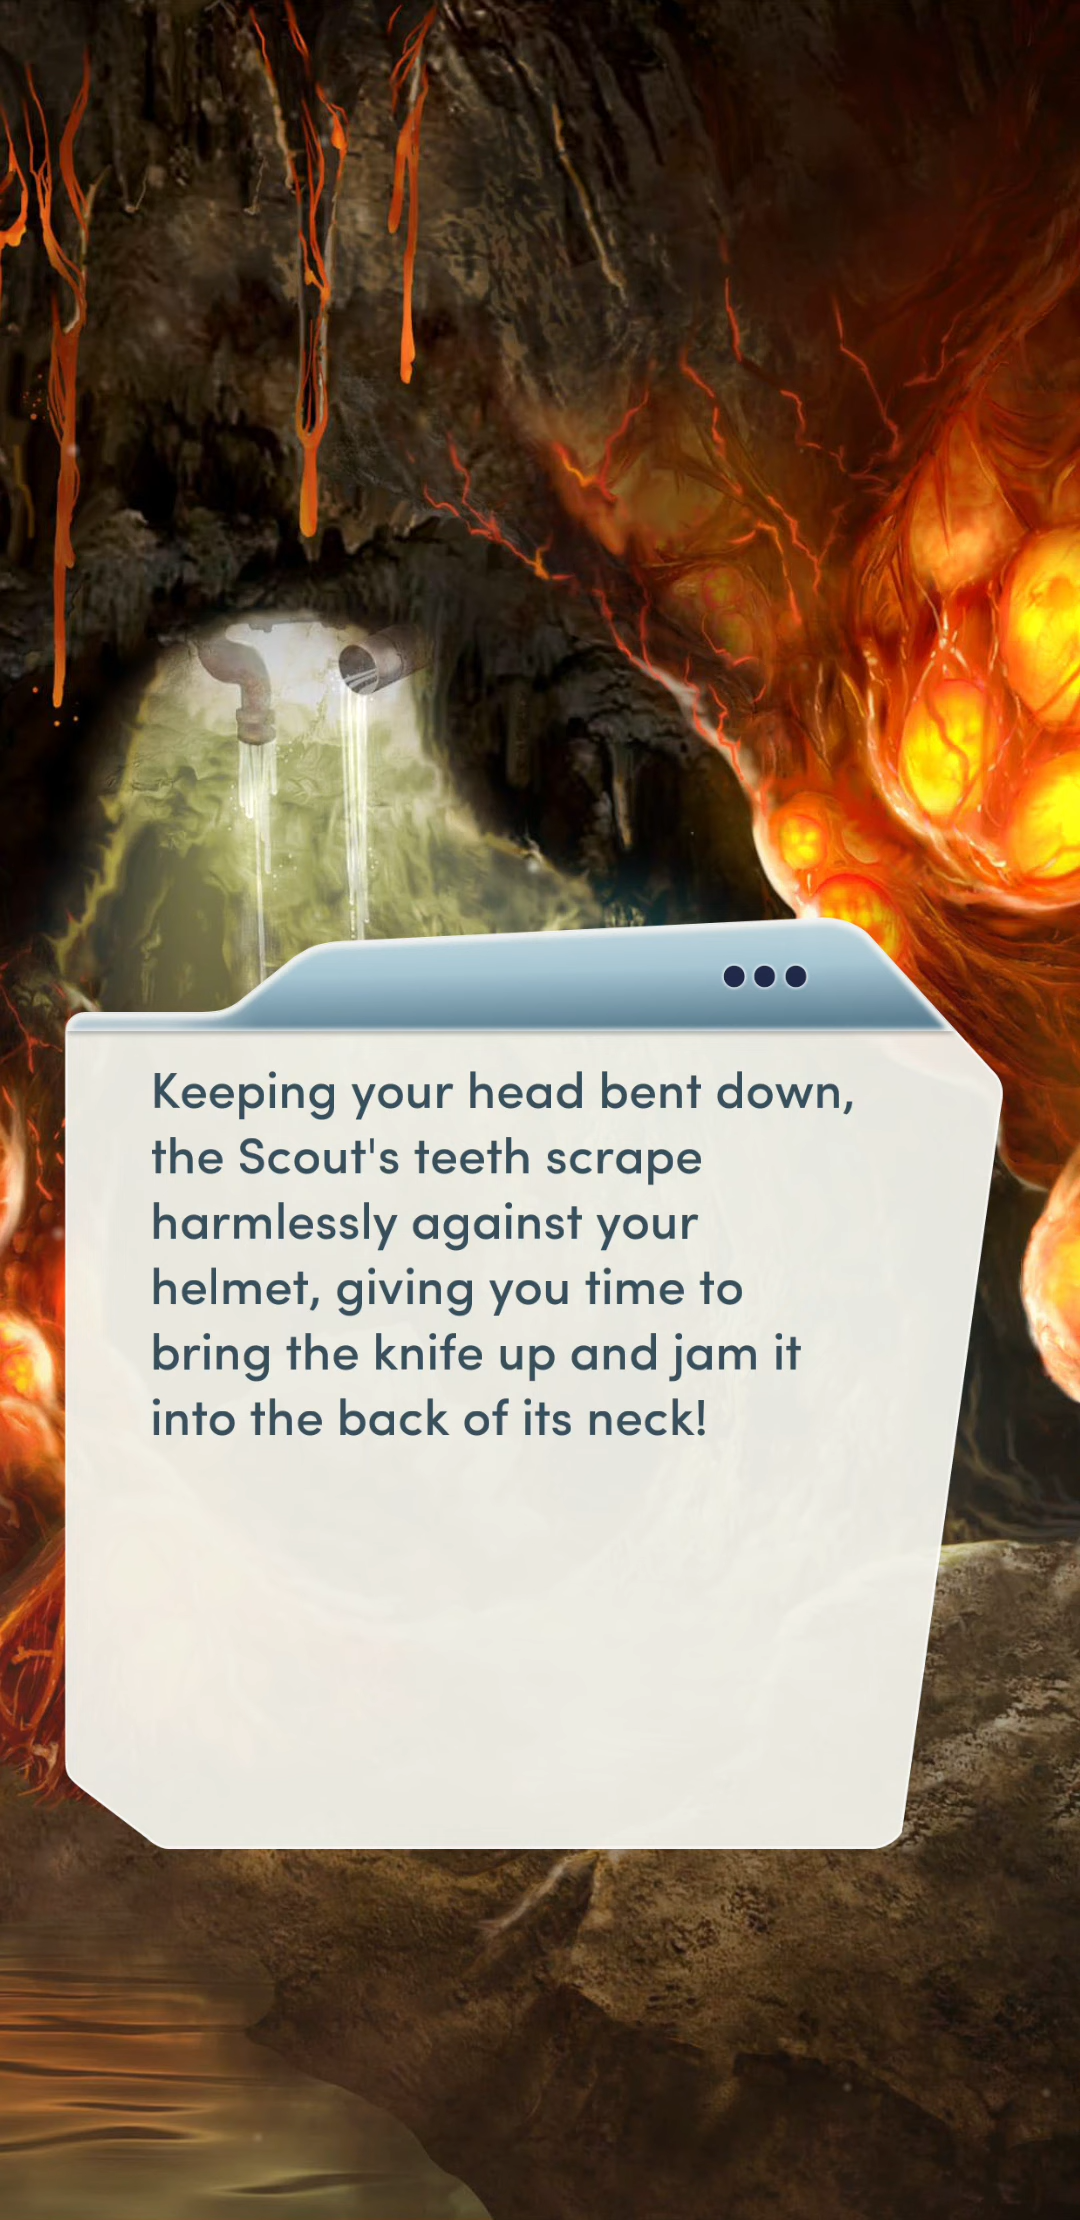 Keeping your head bent down,
the Scout's teeth scrape
harmlessly against your
helmet, giving you time to
bring the knife up and jam it
into the back of its neck!